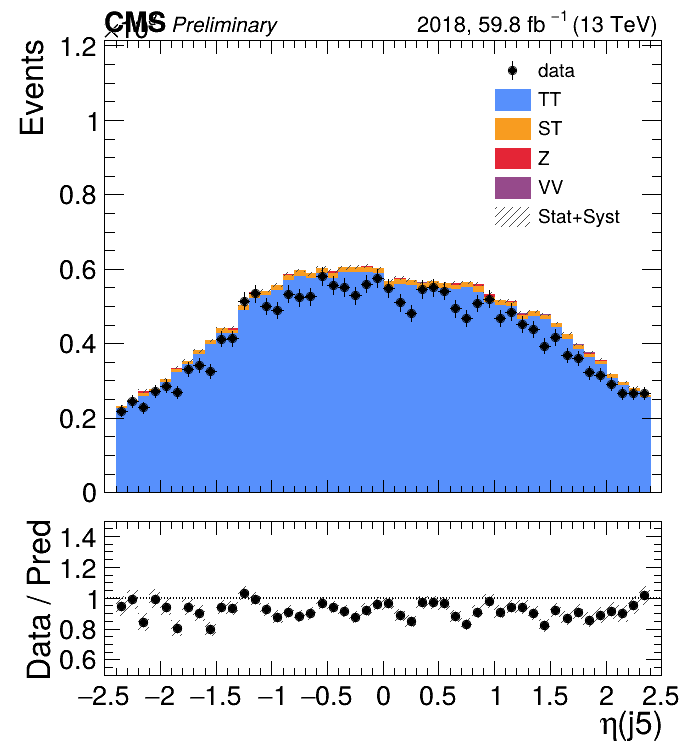 CMS Preliminary
2018, 59.8 fb⁻¹ (13 TeV)
Events
1.2
1
0.8
0.6
0.4
0.2
0
data
TT
ST
Z
VV
Stat+Syst
Data / Pred
1.4
1.2
1
0.8
0.6
−2.5 −2 −1.5 −1 −0.5 0 0.5 1 1.5 2 2.5
η(j5)